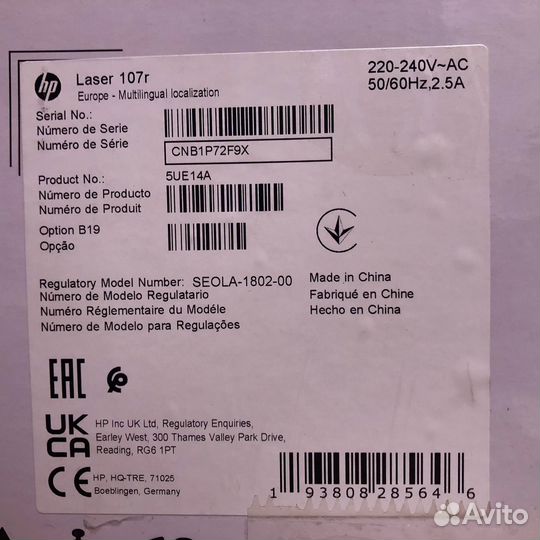 hp
Laser 107r
Europe - Multilingual localization
220-240V~AC
50/60Hz,2.5A
Serial No.:
Número de Serie
Numéro de Série
CNB1P72F9X
Product No.:
Número de Producto
Numéro de Produit
5UE14A
Option B19
Opção
Regulatory Model Number: SEOLA-1802-00
Número de Modelo Regulatario
Numéro Réglementaire du Modéle
Número de Modelo para Regulações
Made in China
Fabriqué en Chine
Hecho en China
EAC
UK
CA
HP Inc UK Ltd, Regulatory Enquiries,
Earley West, 300 Thames Valley Park Drive,
Reading, RG6 1PT
CE
HP, HQ-TRE, 71025
Boeblingen, Germany
1 93808 28564 6
Avito